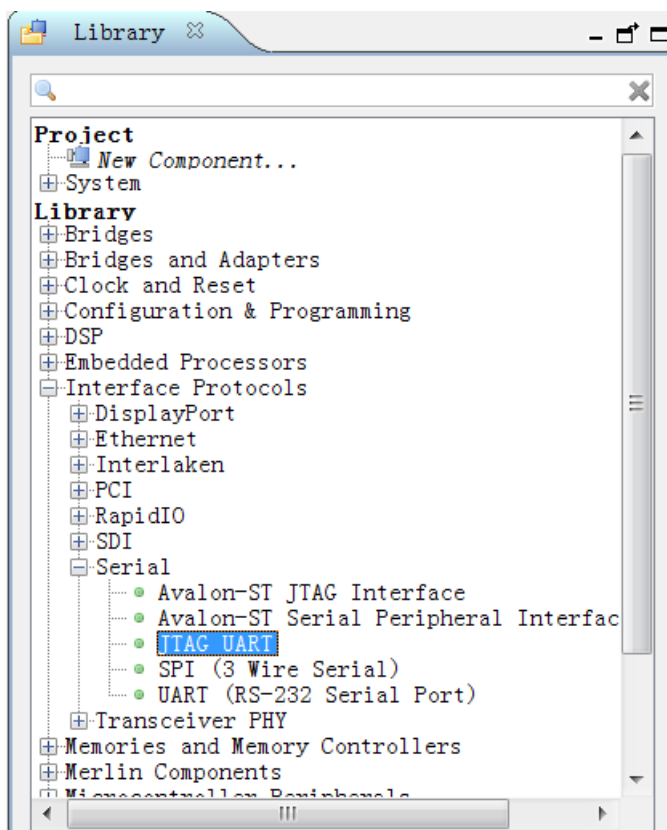 Library
Project
New Component...
System
Library
Bridges
Bridges and Adapters
Clock and Reset
Configuration & Programming
DSP
Embedded Processors
Interface Protocols
DisplayPort
Ethernet
Interlaken
PCI
RapidIO
SDI
Serial
Avalon-ST JTAG Interface
Avalon-ST Serial Peripheral Interfac
JTAG UART
SPI (3 Wire Serial)
UART (RS-232 Serial Port)
Transceiver PHY
Memories and Memory Controllers
Merlin Components
Microcontroller Peripherals